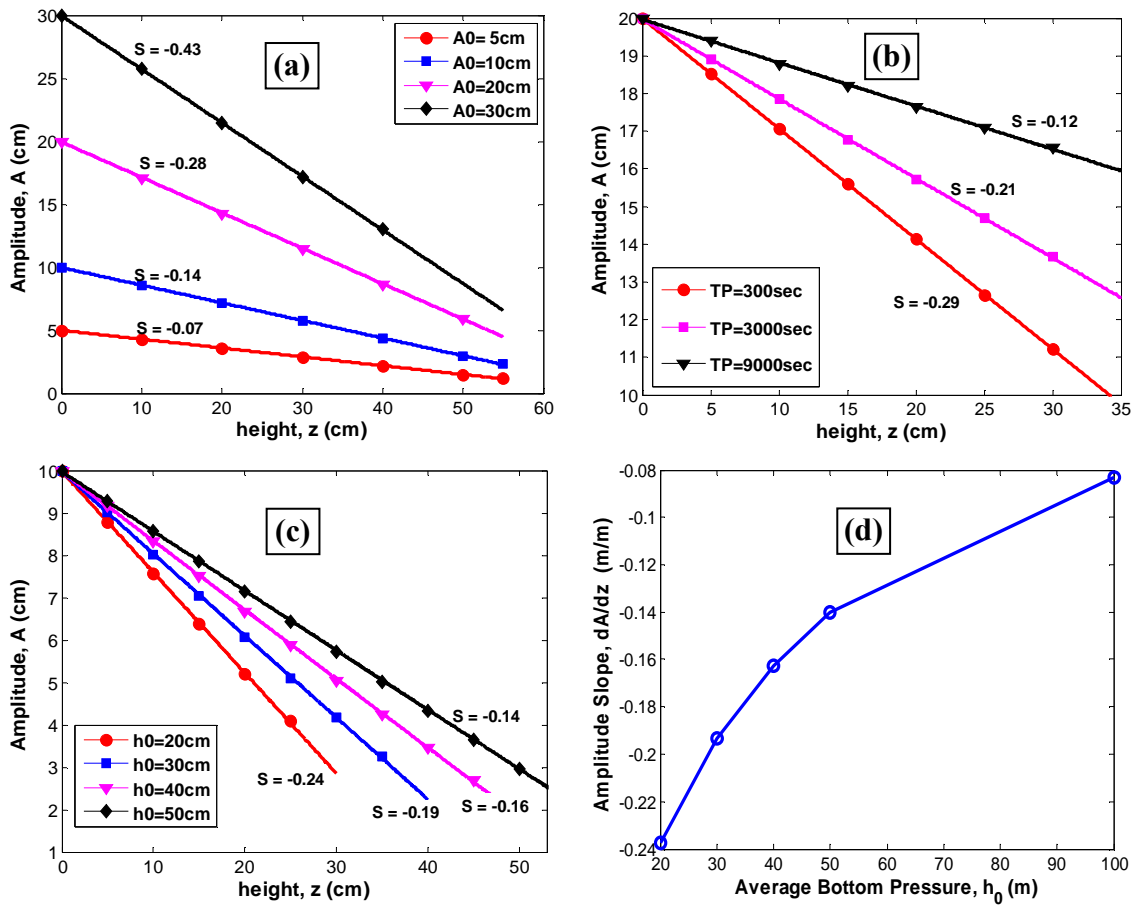 (a)
A0= 5cm
A0=10cm
A0=20cm
A0=30cm
S = -0.43
S = -0.28
S = -0.14
S = -0.07
30
25
20
15
10
5
0
0 10 20 30 40 50 60
Amplitude, A (cm)
height, z (cm)
(b)
S = -0.12
S = -0.21
S = -0.29
TP=300sec
TP=3000sec
TP=9000sec
20
19
18
17
16
15
14
13
12
11
10
0 5 10 15 20 25 30 35
Amplitude, A (cm)
height, z (cm)
(c)
h0=20cm
h0=30cm
h0=40cm
h0=50cm
S = -0.14
S = -0.24
S = -0.19
S = -0.16
10
9
8
7
6
5
4
3
2
1
0 10 20 30 40 50
Amplitude, A (cm)
height, z (cm)
(d)
-0.08
-0.1
-0.12
-0.14
-0.16
-0.18
-0.2
-0.22
-0.24
20 30 40 50 60 70 80 90 100
Amplitude Slope, dA/dz (m/m)
Average Bottom Pressure, h0 (m)